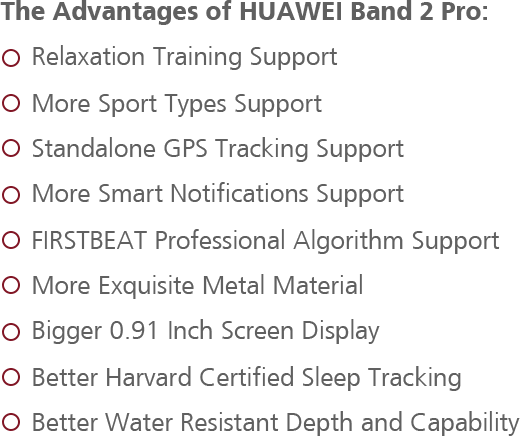 The Advantages of HUAWEI Band 2 Pro:
Relaxation Training Support
More Sport Types Support
Standalone GPS Tracking Support
More Smart Notifications Support
FIRSTBEAT Professional Algorithm Support
More Exquisite Metal Material
Bigger 0.91 Inch Screen Display
Better Harvard Certified Sleep Tracking
Better Water Resistant Depth and Capability